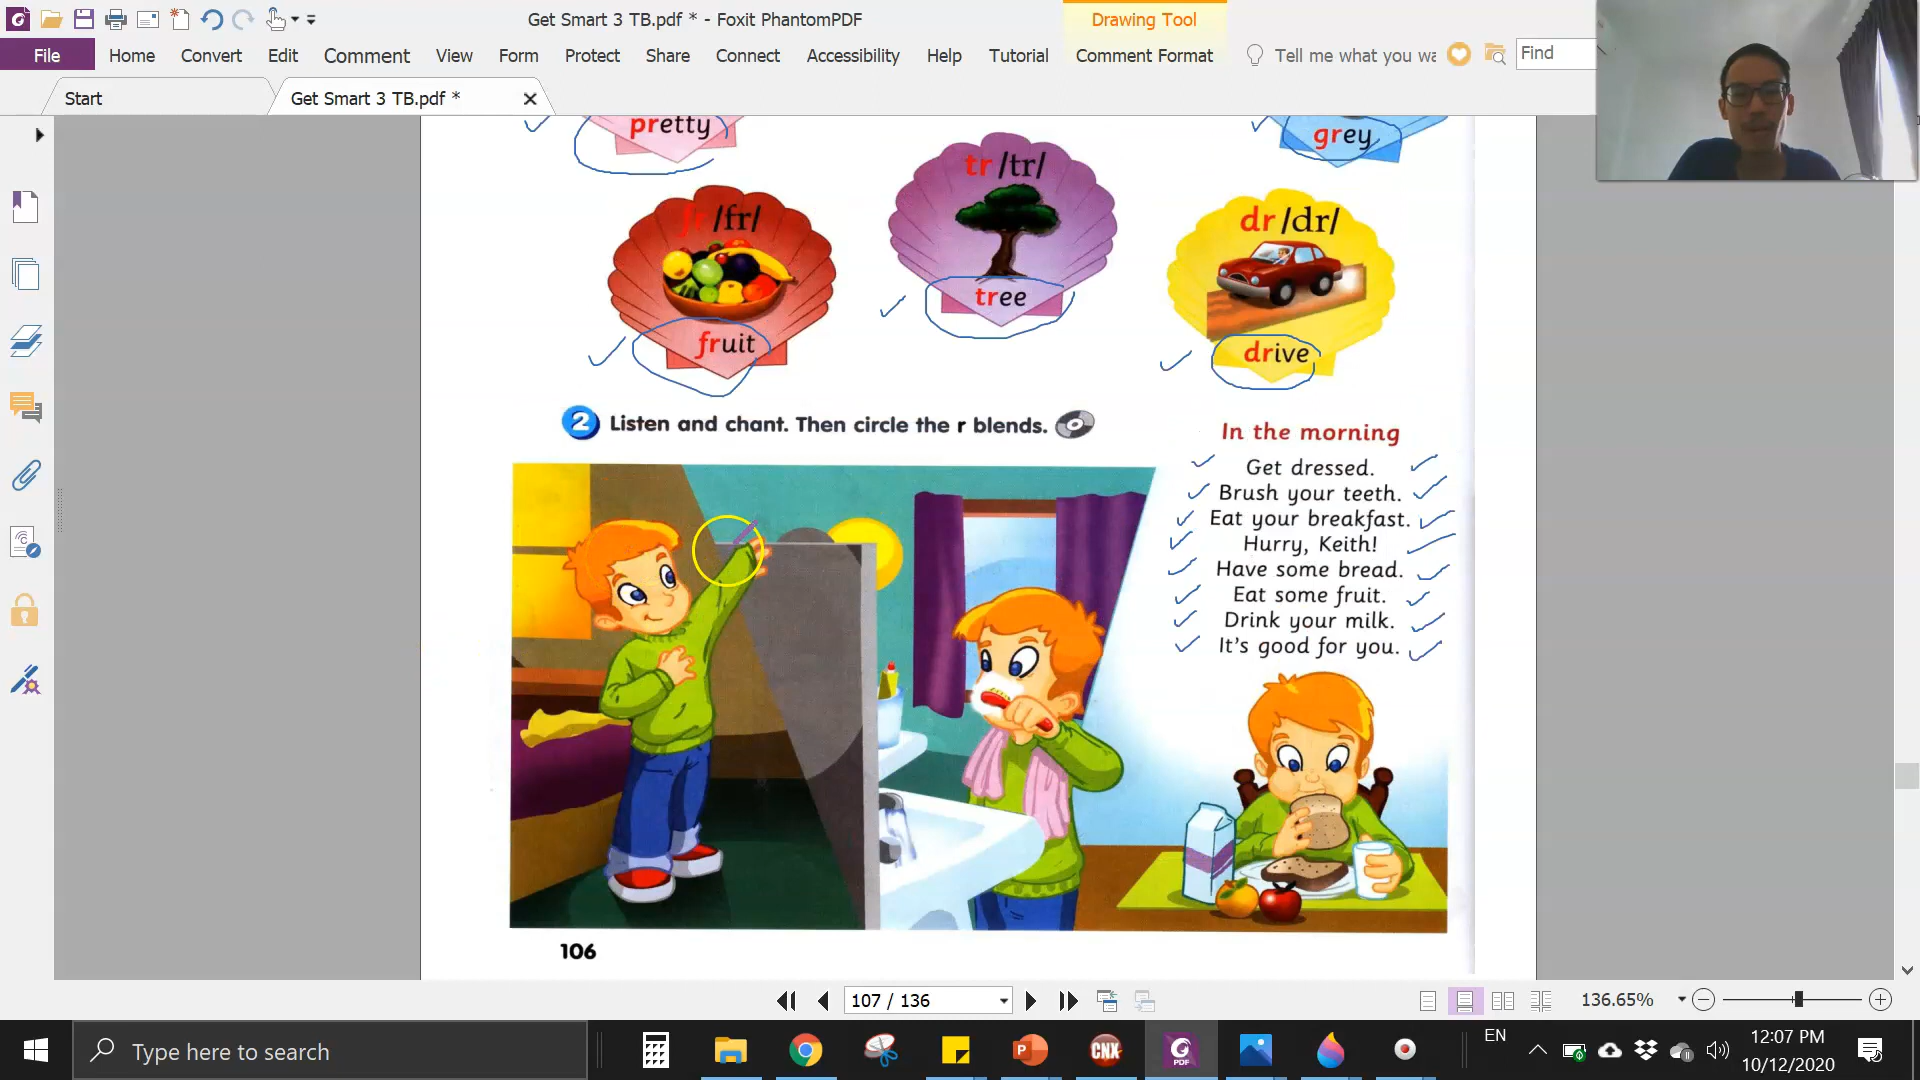 Get Smart 3 TB.pdf * - Foxit PhantomPDF
Drawing Tool
File Home Convert Edit Comment View Form Protect Share Connect Accessibility Help Tutorial Comment Format Tell me what you wa Find
Start Get Smart 3 TB.pdf *
pretty
grey
tr /tr/
fr /fr/
dr /dr/
tree
fruit
drive
2 Listen and chant. Then circle the r blends.
In the morning
Get dressed.
Brush your teeth.
Eat your breakfast.
Hurry, Keith!
Have some bread.
Eat some fruit.
Drink your milk.
It's good for you.
106
107 / 136
136.65%
Type here to search
CNX
PDF
EN
12:07 PM
10/12/2020